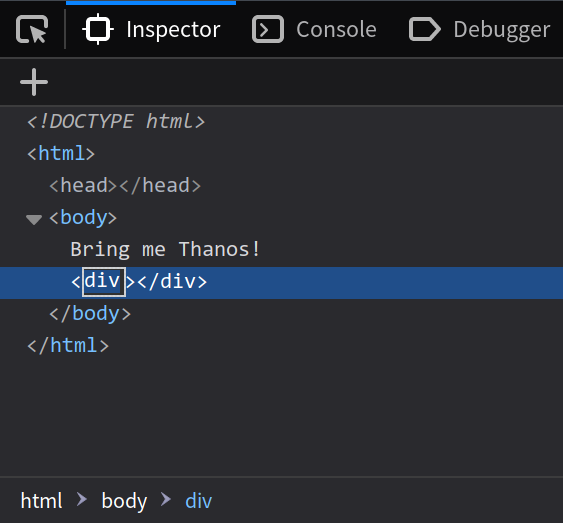 Inspector Console Debugger
+
<!DOCTYPE html>
<html>
<head></head>
<body>
Bring me Thanos!
<div></div>
</body>
</html>
html > body > div